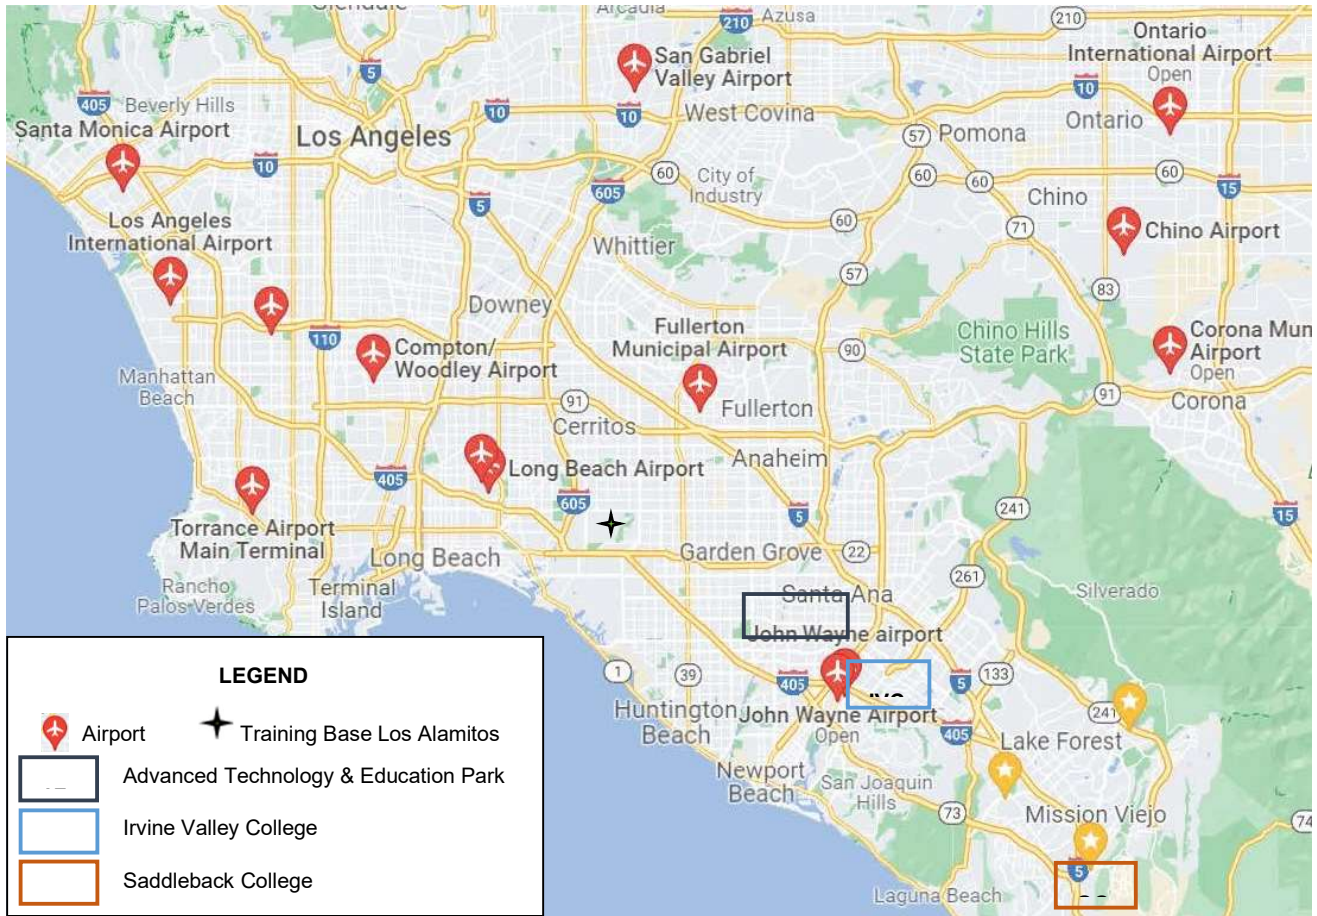 Glendale
Arcadia
Azusa
210
210
Ontario
International Airport
Open
San Gabriel
Valley Airport
5
405
Beverly Hills
10
10
10
West Covina
Ontario
Santa Monica Airport
Los Angeles
57
Pomona
10
60
City of
Industry
60
60
60
15
605
5
Chino
Los Angeles
International Airport
60
71
Chino Airport
Whittier
57
83
Downey
110
Fullerton
Municipal Airport
Chino Hills
State Park
Corona Mun
Airport
Open
Compton/
Woodley Airport
90
Manhattan
Beach
91
Fullerton
91
Corona
Cerritos
Anaheim
Long Beach Airport
405
605
5
241
15
Torrance Airport
Main Terminal
Long Beach
Garden Grove
22
261
Rancho
Palos Verdes
Terminal
Island
Santa Ana
Silverado
John Wayne airport
1
39
405
5
133
Huntington
Beach
John Wayne Airport
Open
405
241
Lake Forest
Newport
Beach
San Joaquin
Hills
73
Mission Viejo
74
5
Laguna Beach
LEGEND
Airport
Training Base Los Alamitos
Advanced Technology & Education Park
Irvine Valley College
Saddleback College